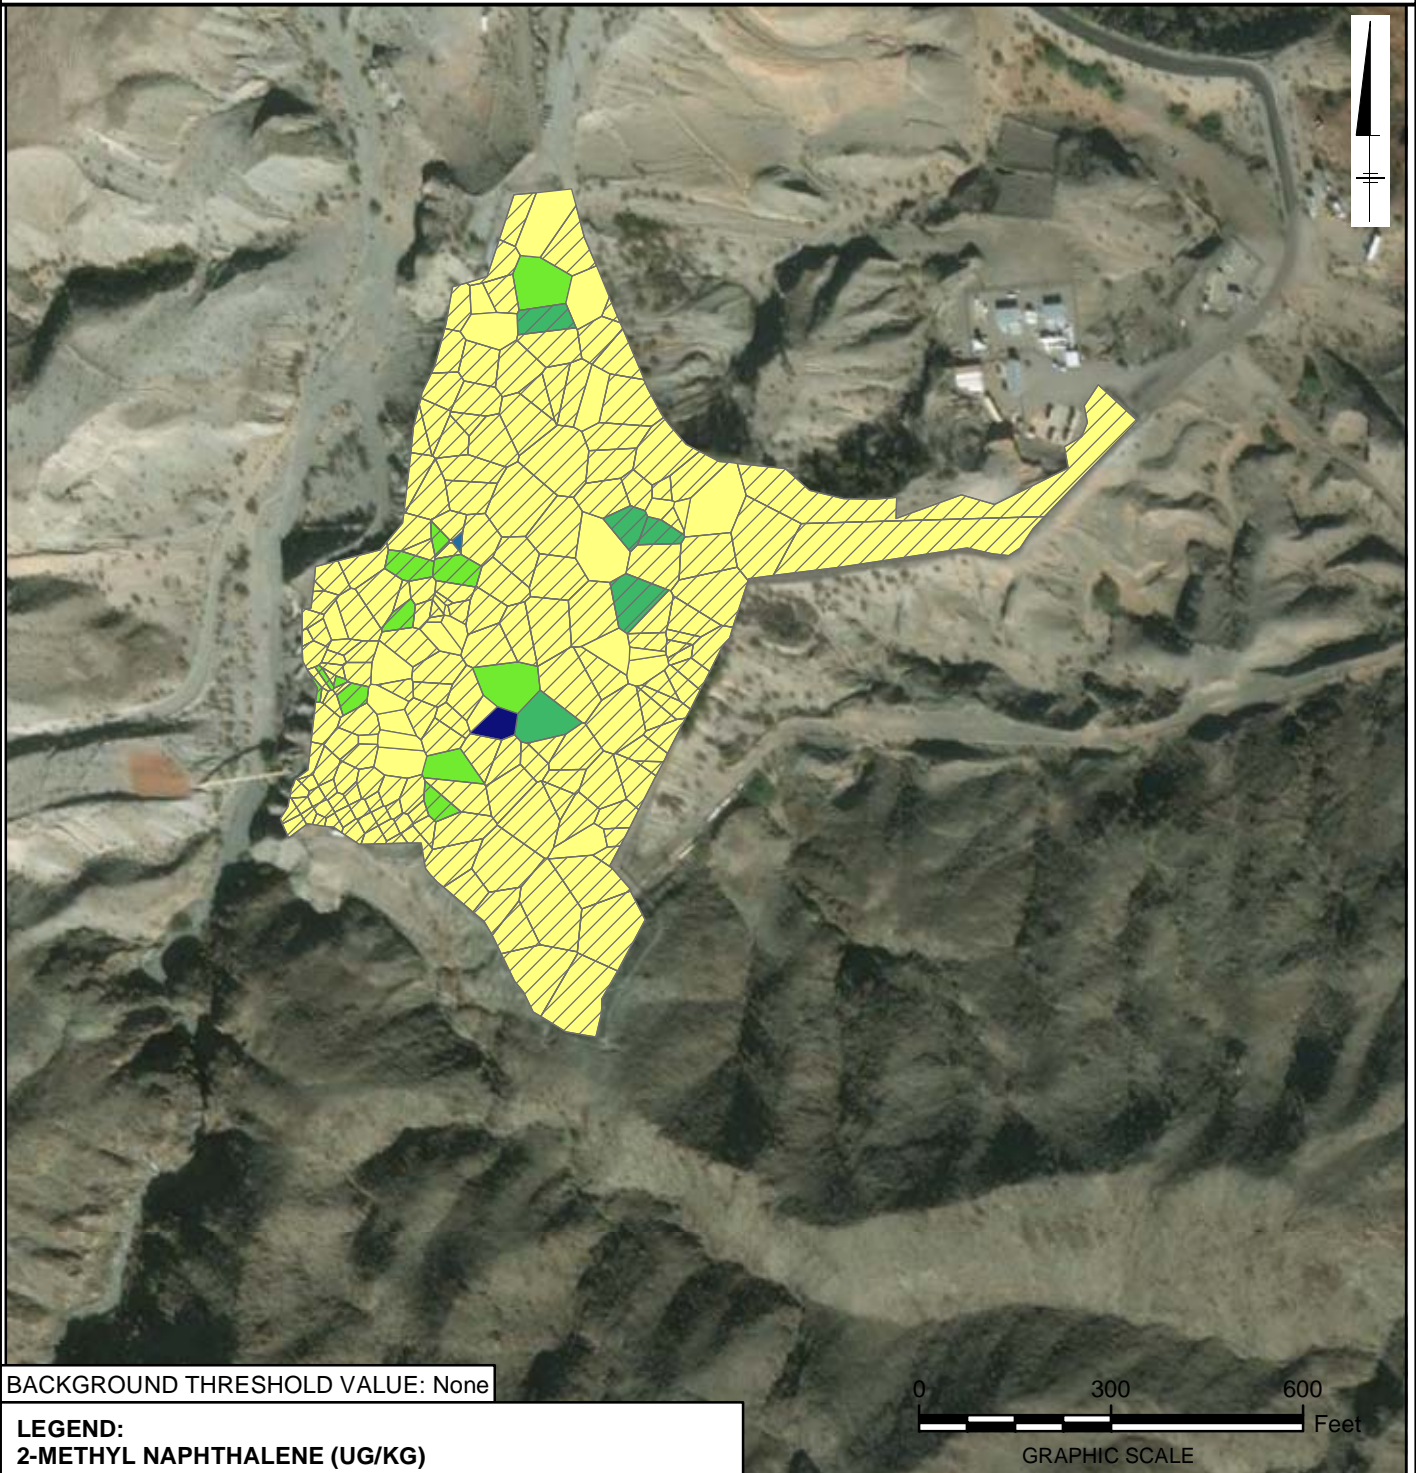 BACKGROUND THRESHOLD VALUE: None
LEGEND:
2-METHYL NAPHTHALENE (UG/KG)
0 300 600
Feet
GRAPHIC SCALE